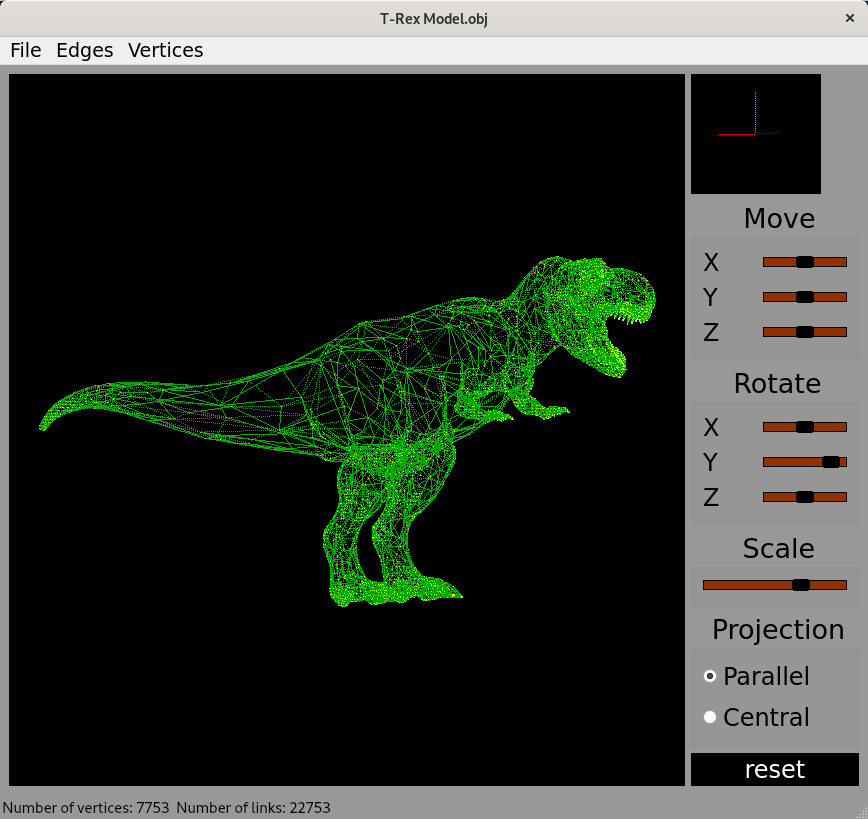 T-Rex Model.obj
×
File Edges Vertices
Move
X
Y
Z
Rotate
X
Y
Z
Scale
Projection
Parallel
Central
reset
Number of vertices: 7753 Number of links: 22753